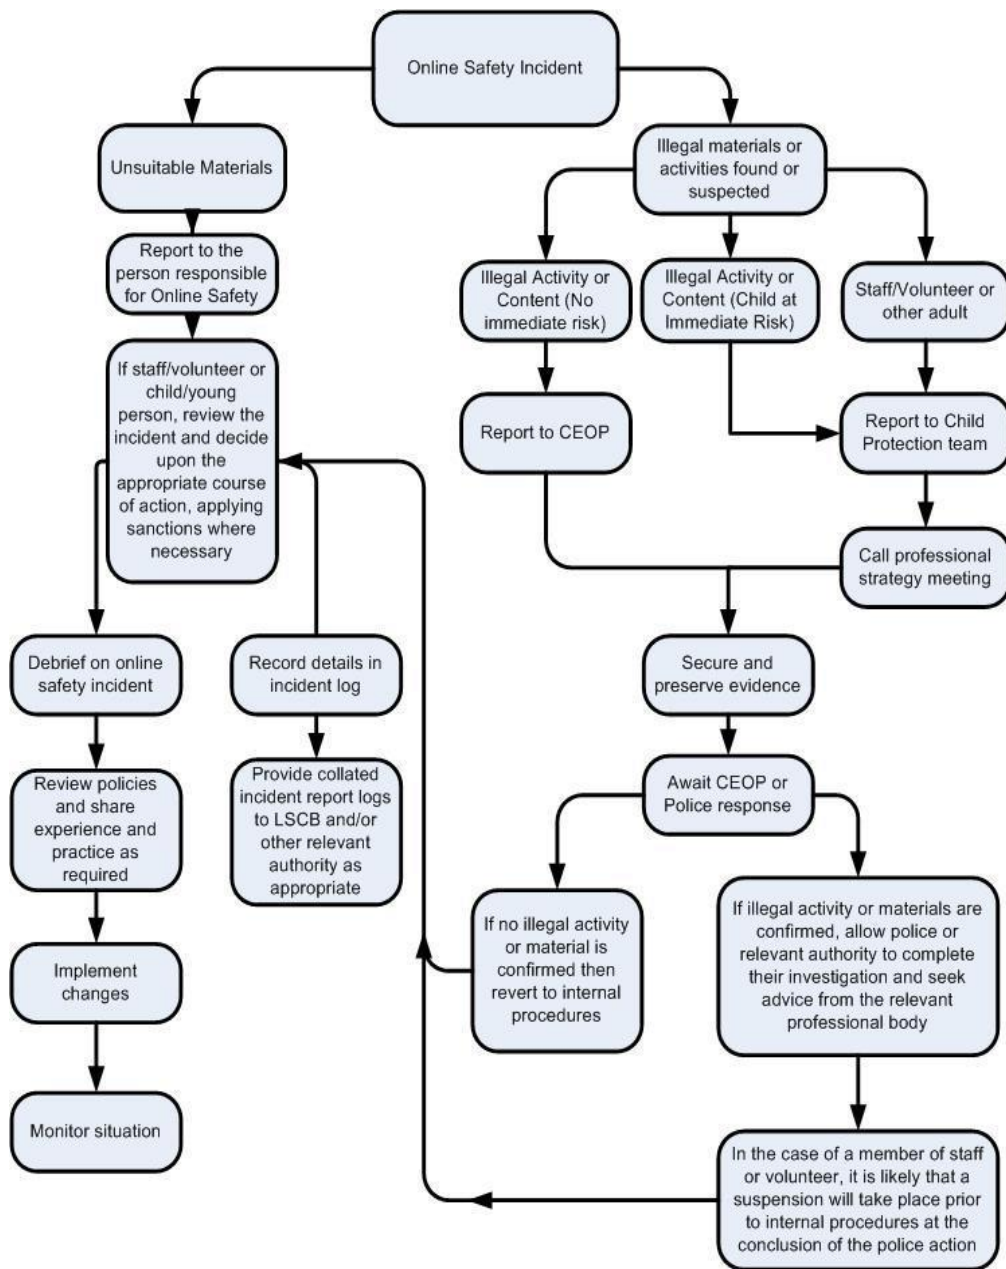 Online Safety Incident
Unsuitable Materials
Report to the
person responsible
for Online Safety
If staff/volunteer or
child/young
person, review the
incident and decide
upon the
appropriate course
of action, applying
sanctions where
necessary
Debrief on online
safety incident
Review policies
and share
experience and
practice as
required
Implement
changes
Monitor situation
Record details in
incident log
Provide collated
incident report logs
to LSCB and/or
other relevant
authority as
appropriate
Illegal materials or
activities found or
suspected
Illegal Activity or
Content (No
immediate risk)
Illegal Activity or
Content (Child at
Immediate Risk)
Staff/Volunteer or
other adult
Report to CEOP
Report to Child
Protection team
Call professional
strategy meeting
Secure and
preserve evidence
Await CEOP or
Police response
If no illegal activity
or material is
confirmed then
revert to internal
procedures
If illegal activity or materials are
confirmed, allow police or
relevant authority to complete
their investigation and seek
advice from the relevant
professional body
In the case of a member of staff
or volunteer, it is likely that a
suspension will take place prior
to internal procedures at the
conclusion of the police action